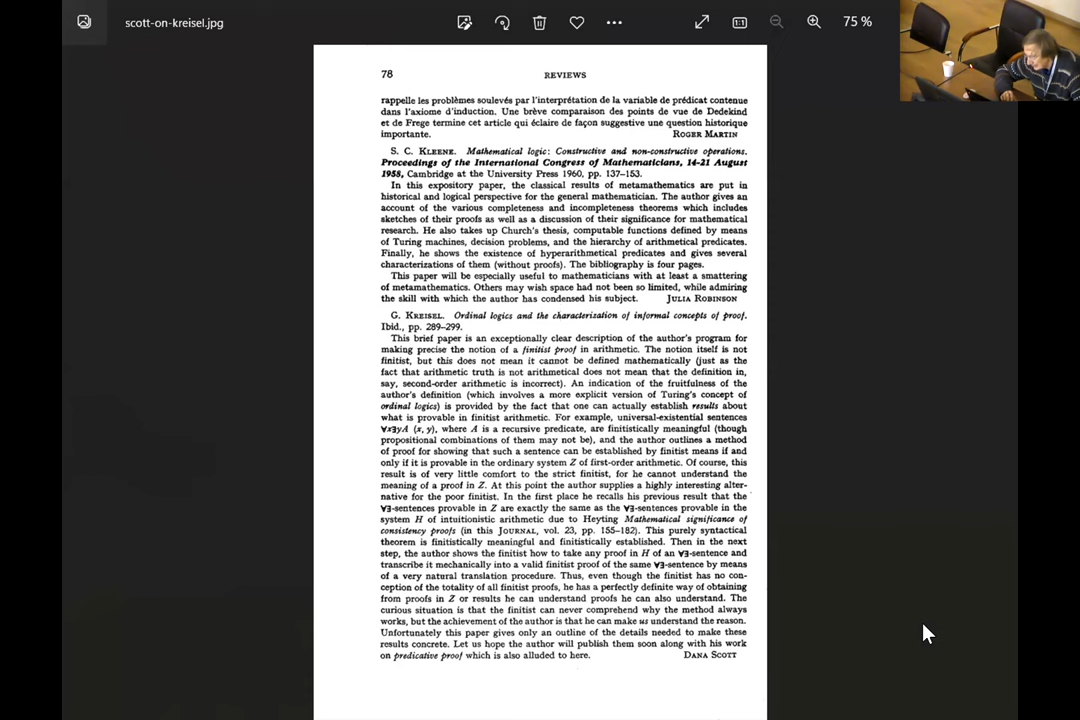 scott-on-kreisel.jpg
1:1
75 %
78
REVIEWS
rappelle les problèmes soulevés par l'interprétation de la variable de prédicat contenue
dans l'axiome d'induction. Une brève comparaison des points de vue de Dedekind
et de Frege termine cet article qui éclaire de façon suggestive une question historique
importante. ROGER MARTIN
S. C. KLEENE. Mathematical logic: Constructive and non-constructive operations.
Proceedings of the International Congress of Mathematicians, 14-21 August
1958, Cambridge at the University Press 1960, pp. 137–153.
In this expository paper, the classical results of metamathematics are put in
historical and logical perspective for the general mathematician. The author gives an
account of the various completeness and incompleteness theorems which includes
sketches of their proofs as well as a discussion of their significance for mathematical
research. He also takes up Church's thesis, computable functions defined by means
of Turing machines, decision problems, and the hierarchy of arithmetical predicates.
Finally, he shows the existence of hyperarithmetical predicates and gives several
characterizations of them (without proofs). The bibliography is four pages.
This paper will be especially useful to mathematicians with at least a smattering
of metamathematics. Others may wish space had not been so limited, while admiring
the skill with which the author has condensed his subject. JULIA ROBINSON
G. KREISEL. Ordinal logics and the characterization of informal concepts of proof.
Ibid., pp. 289–299.
This brief paper is an exceptionally clear description of the author's program for
making precise the notion of a finitist proof in arithmetic. The notion itself is not
finitist, but this does not mean it cannot be defined mathematically (just as the
fact that arithmetic truth is not arithmetical does not mean that the definition in,
say, second-order arithmetic is incorrect). An indication of the fruitfulness of the
author's definition (which involves a more explicit version of Turing's concept of
ordinal logics) is provided by the fact that one can actually establish results about
what is provable in finitist arithmetic. For example, universal-existential sentences
∀x∃yA (x, y), where A is a recursive predicate, are finitistically meaningful (though
propositional combinations of them may not be), and the author outlines a method
of proof for showing that such a sentence can be established by finitist means if and
only if it is provable in the ordinary system Z of first-order arithmetic. Of course, this
result is of very little comfort to the strict finitist, for he cannot understand the
meaning of a proof in Z. At this point the author supplies a highly interesting alter-
native for the poor finitist. In the first place he recalls his previous result that the
∀∃-sentences provable in Z are exactly the same as the ∀∃-sentences provable in the
system H of intuitionistic arithmetic due to Heyting Mathematical significance of
consistency proofs (in this JOURNAL, vol. 23, pp. 155–182). This purely syntactical
theorem is finitistically meaningful and finitistically established. Then in the next
step, the author shows the finitist how to take any proof in H of an ∀∃-sentence and
transcribe it mechanically into a valid finitist proof of the same ∀∃-sentence by means
of a very natural translation procedure. Thus, even though the finitist has no con-
ception of the totality of all finitist proofs, he has a perfectly definite way of obtaining
from proofs in Z or results he can understand proofs he can also understand. The
curious situation is that the finitist can never comprehend why the method always
works, but the achievement of the author is that he can make us understand the reason.
Unfortunately this paper gives only an outline of the details needed to make these
results concrete. Let us hope the author will publish them soon along with his work
on predicative proof which is also alluded to here. DANA SCOTT